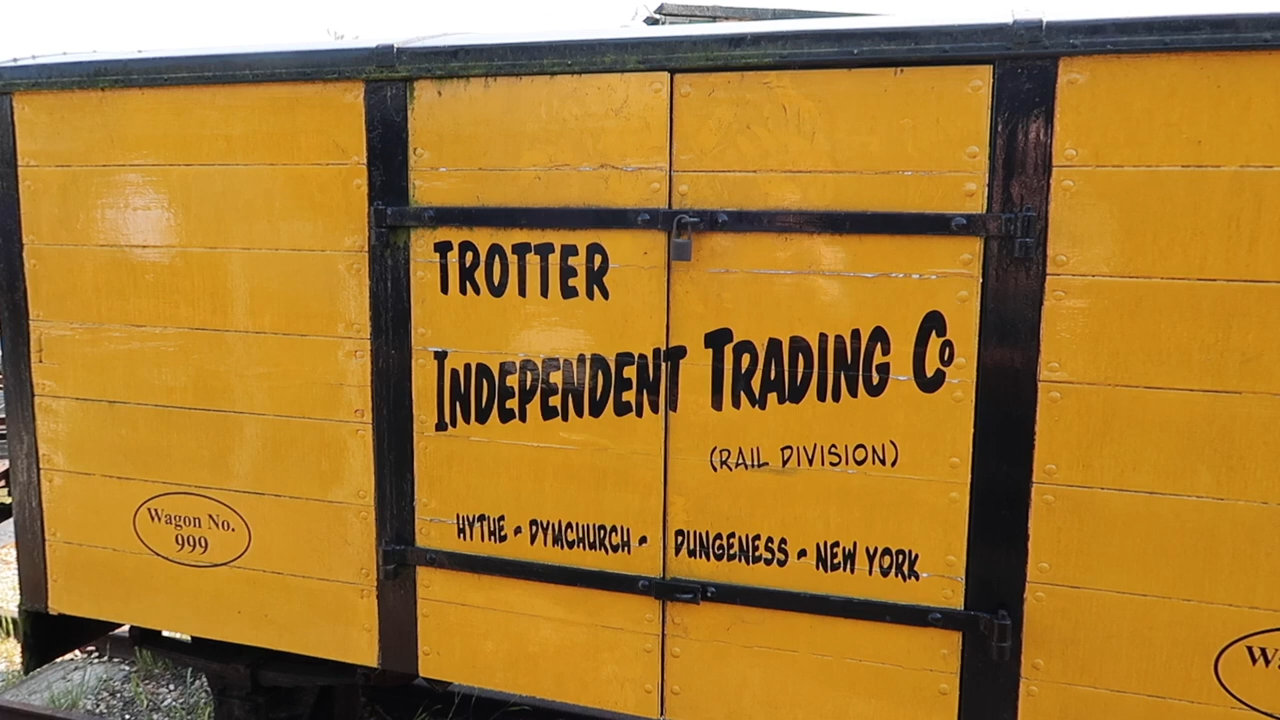 TROTTER
INDEPENDENT TRADING Co
(RAIL DIVISION)
HYTHE - DYMCHURCH - DUNGENESS - NEW YORK
Wagon No.
999